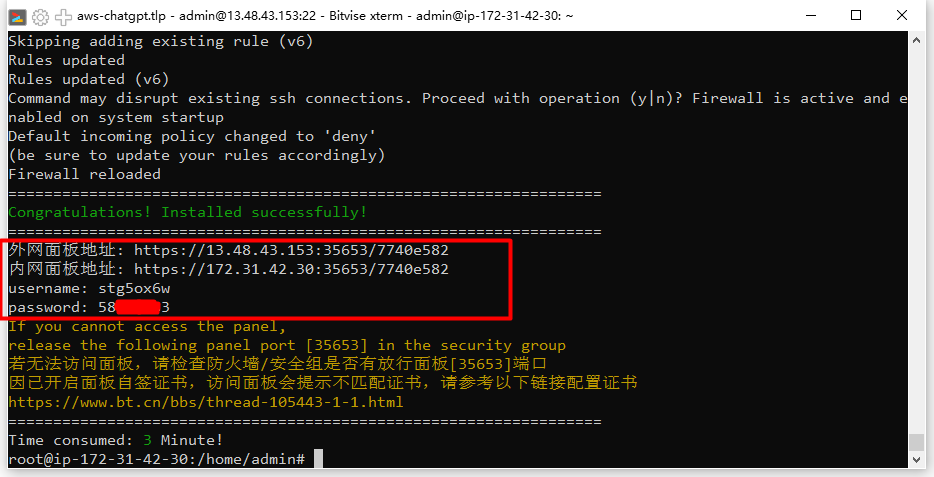 aws-chatgpt.tlp - admin@13.48.43.153:22 - Bitvise xterm - admin@ip-172-31-42-30: ~
Skipping adding existing rule (v6)
Rules updated
Rules updated (v6)
Command may disrupt existing ssh connections. Proceed with operation (y|n)? Firewall is active and e
nabled on system startup
Default incoming policy changed to 'deny'
(be sure to update your rules accordingly)
Firewall reloaded
==================================================================
Congratulations! Installed successfully!
==================================================================
外网面板地址: https://13.48.43.153:35653/7740e582
内网面板地址: https://172.31.42.30:35653/7740e582
username: stg5ox6w
password: 58 3
If you cannot access the panel,
release the following panel port [35653] in the security group
若无法访问面板，请检查防火墙/安全组是否有放行面板[35653]端口
因已开启面板自签证书，访问面板会提示不匹配证书，请参考以下链接配置证书
https://www.bt.cn/bbs/thread-105443-1-1.html
==================================================================
Time consumed: 3 Minute!
root@ip-172-31-42-30:/home/admin#